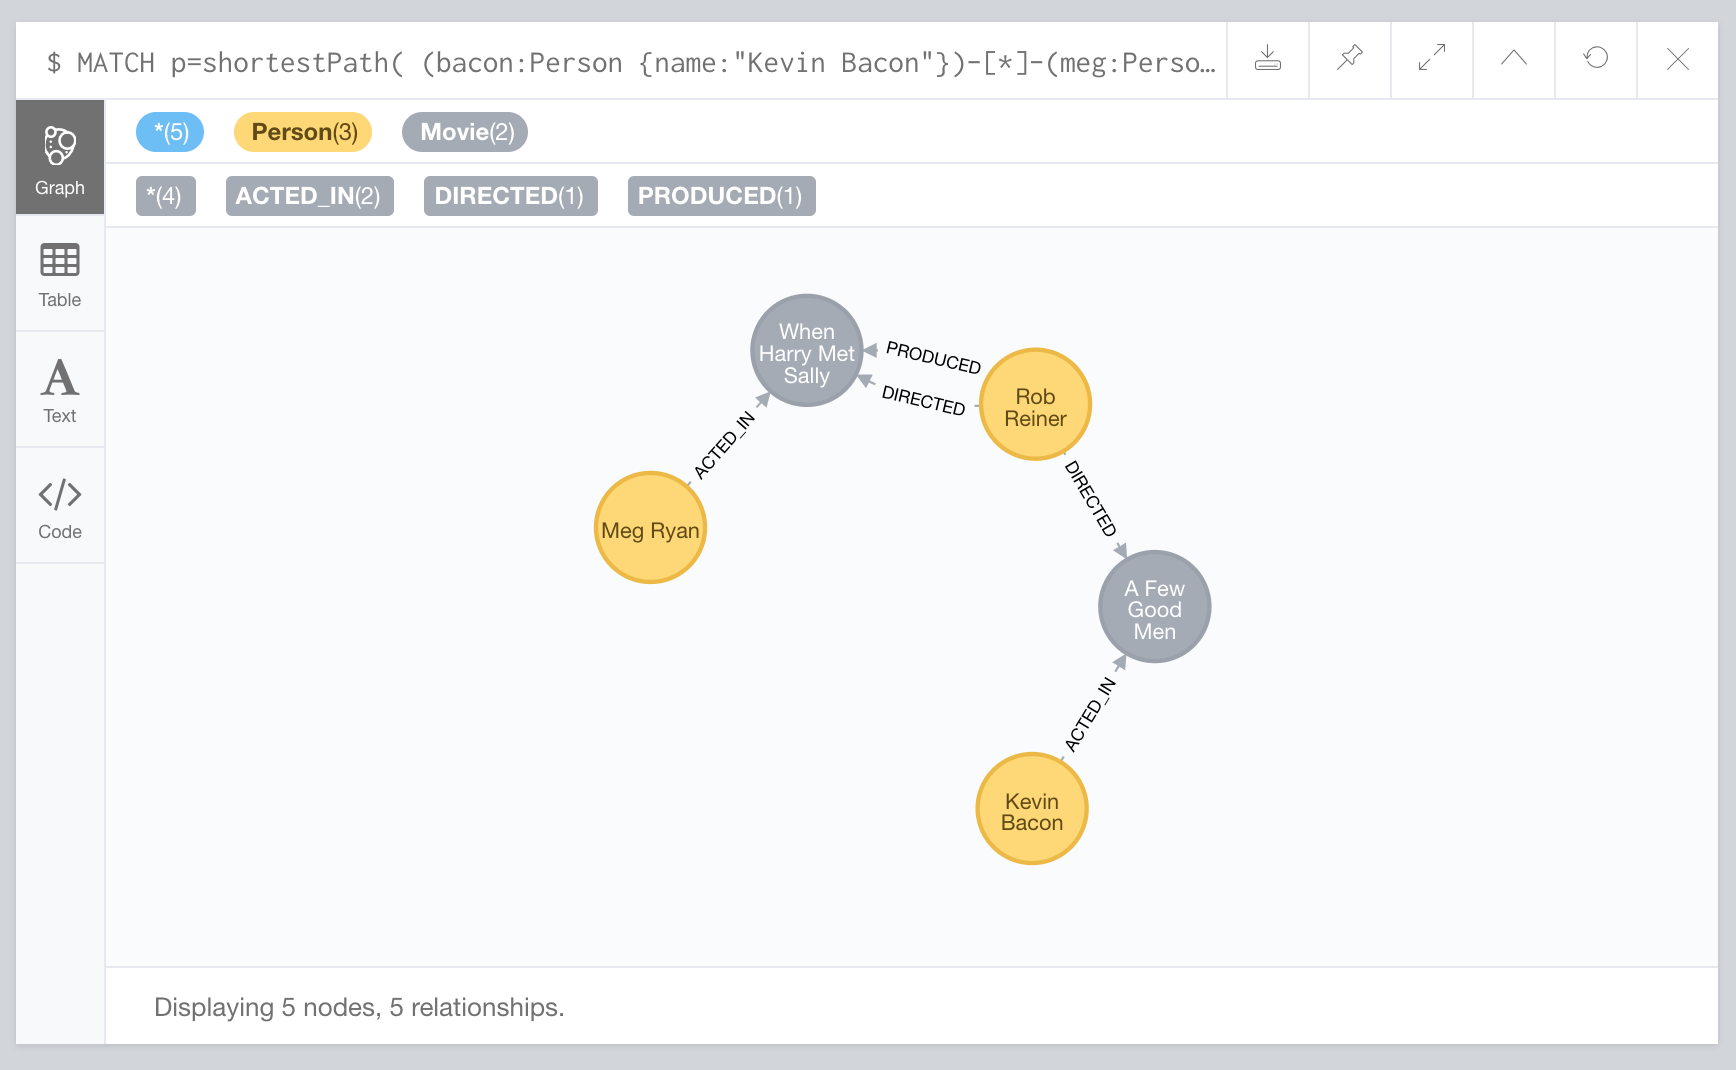 $ MATCH p=shortestPath( (bacon:Person {name:"Kevin Bacon"})-[*]-(meg:Perso…
*(5) Person(3) Movie(2)
*(4) ACTED_IN(2) DIRECTED(1) PRODUCED(1)
Graph
Table
Text
Code
When
Harry Met
Sally
PRODUCED
DIRECTED
Rob
Reiner
ACTED_IN
Meg Ryan
DIRECTED
A Few
Good
Men
ACTED_IN
Kevin
Bacon
Displaying 5 nodes, 5 relationships.